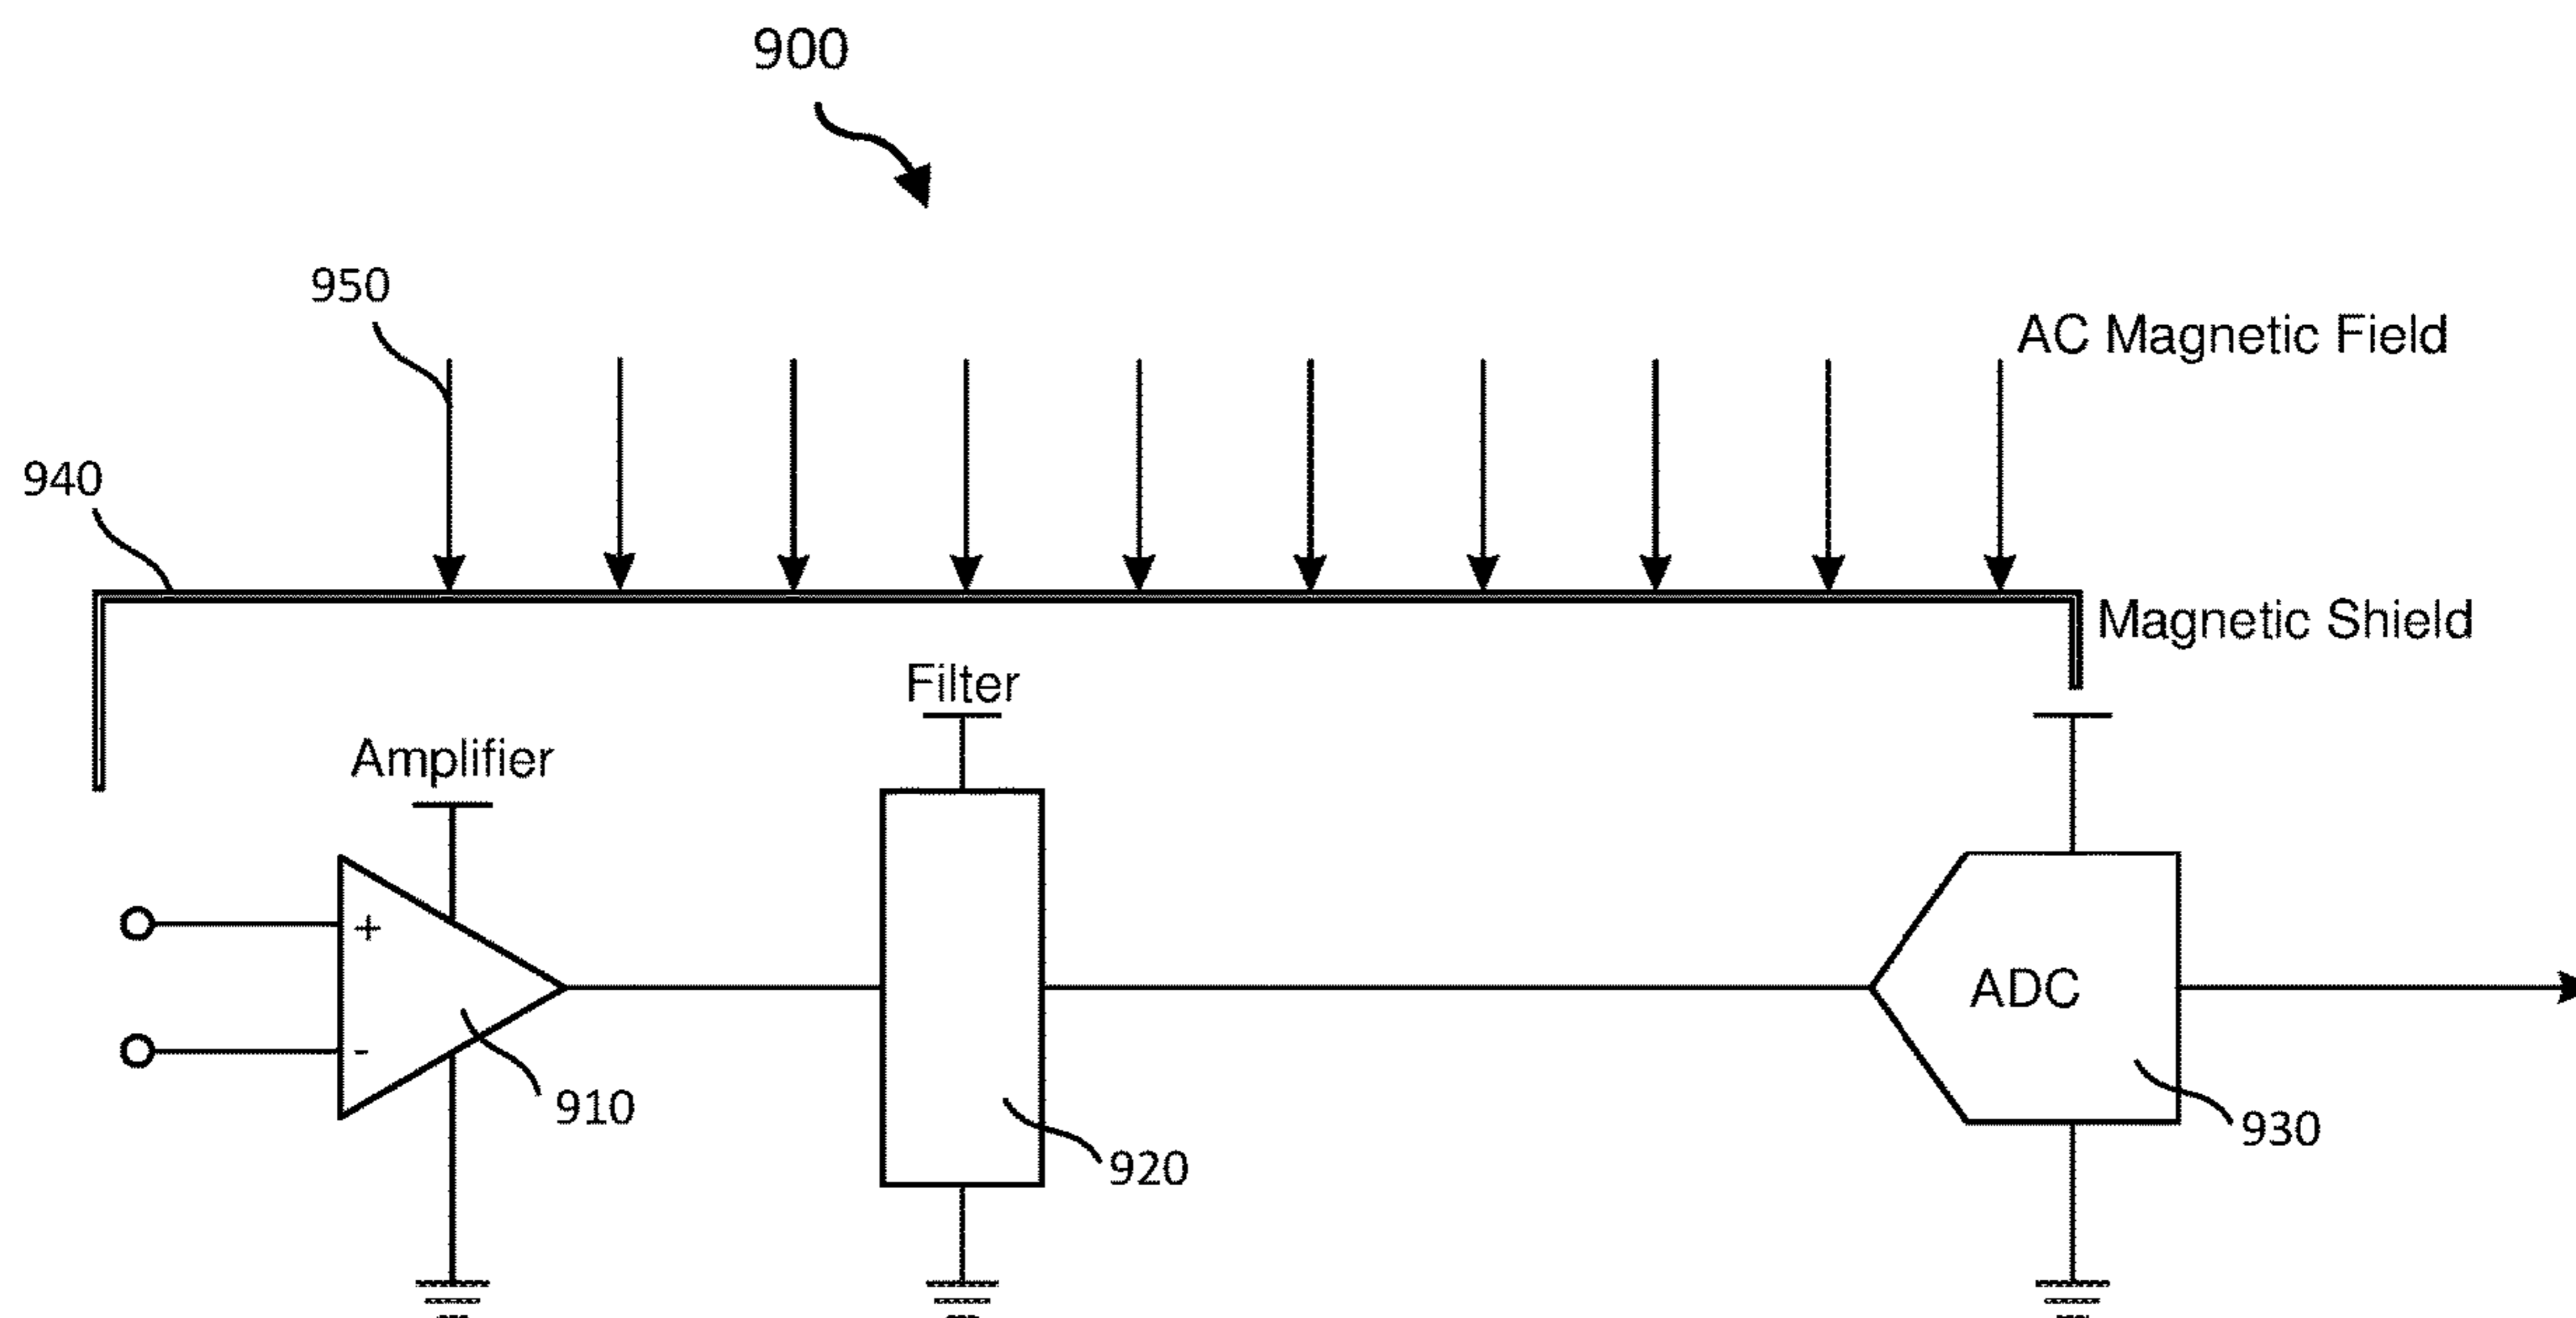 900
950
AC Magnetic Field
940
Magnetic Shield
Filter
Amplifier
+
-
ADC
910
920
930